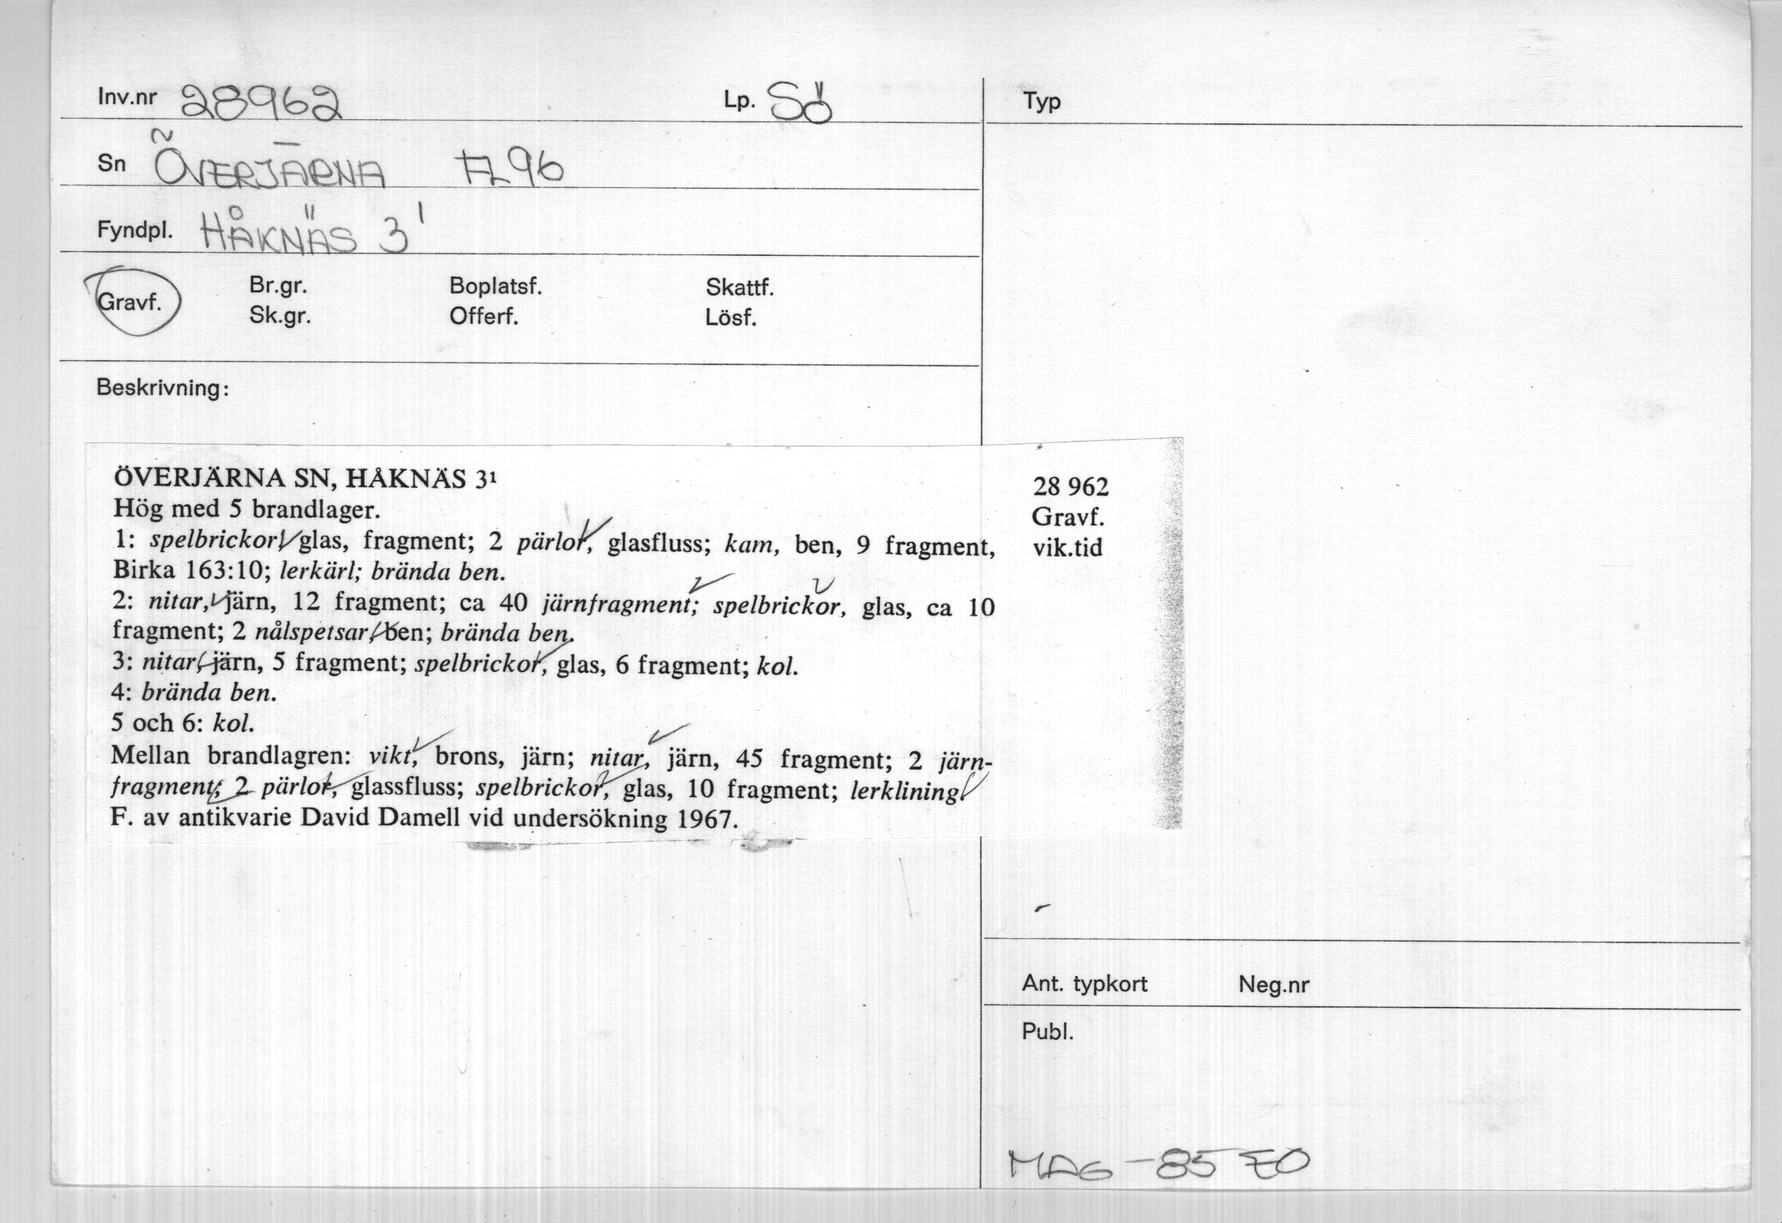 Inv.nr 28962 Lp. Sö Typ
Sn ÖVERJÄRNA A96
Fyndpl. HÅKNÄS 3¹
Gravf. Br.gr. Boplatsf. Skattf.
Sk.gr. Offerf. Lösf.
Beskrivning:
ÖVERJÄRNA SN, HÅKNÄS 3¹ 28 962
Hög med 5 brandlager. Gravf.
1: spelbrickor, glas, fragment; 2 pärlor, glasfluss; kam, ben, 9 fragment, vik.tid
Birka 163:10; lerkärl; brända ben.
2: nitar, järn, 12 fragment; ca 40 järnfragment; spelbrickor, glas, ca 10
fragment; 2 nålspetsar, ben; brända ben.
3: nitar, järn, 5 fragment; spelbrickor, glas, 6 fragment; kol.
4: brända ben.
5 och 6: kol.
Mellan brandlagren: vikt, brons, järn; nitar, järn, 45 fragment; 2 järn-
fragment; 2 pärlor, glassfluss; spelbrickor, glas, 10 fragment; lerklining.
F. av antikvarie David Damell vid undersökning 1967.
Ant. typkort Neg.nr
Publ.
MAG -85 EO